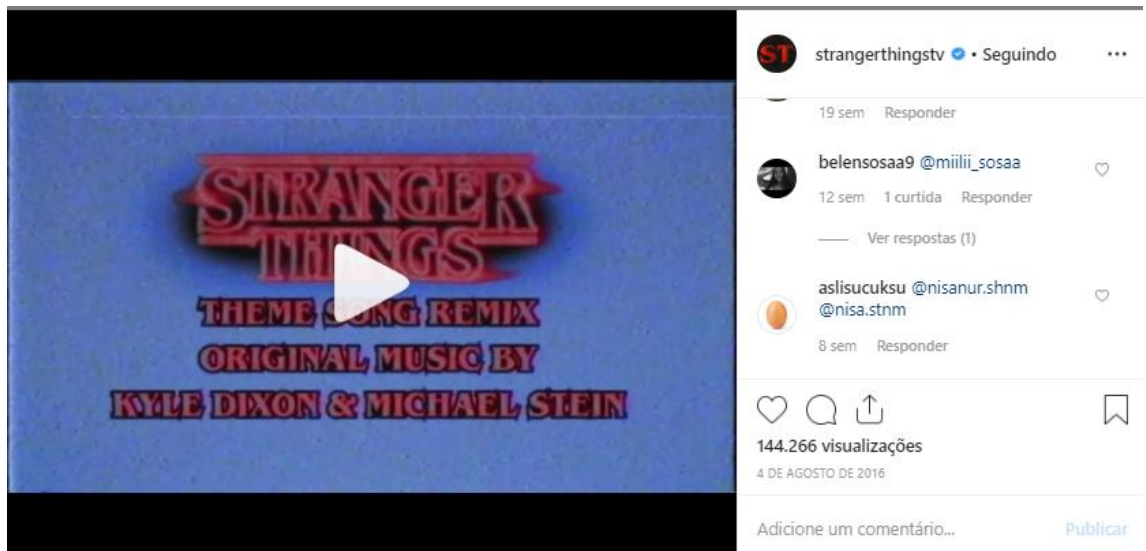 STRANGER
THINGS
THEME SONG REMIX
ORIGINAL MUSIC BY
KYLE DIXON & MICHAEL STEIN
ST
strangerthingstv • Seguindo
19 sem Responder
belensosaa9 @miilii_sosaa
12 sem 1 curtida Responder
Ver respostas (1)
aslisucuksu @nisanur.shnm
@nisa.stnm
8 sem Responder
144.266 visualizações
4 DE AGOSTO DE 2016
Adicione um comentário... Publicar